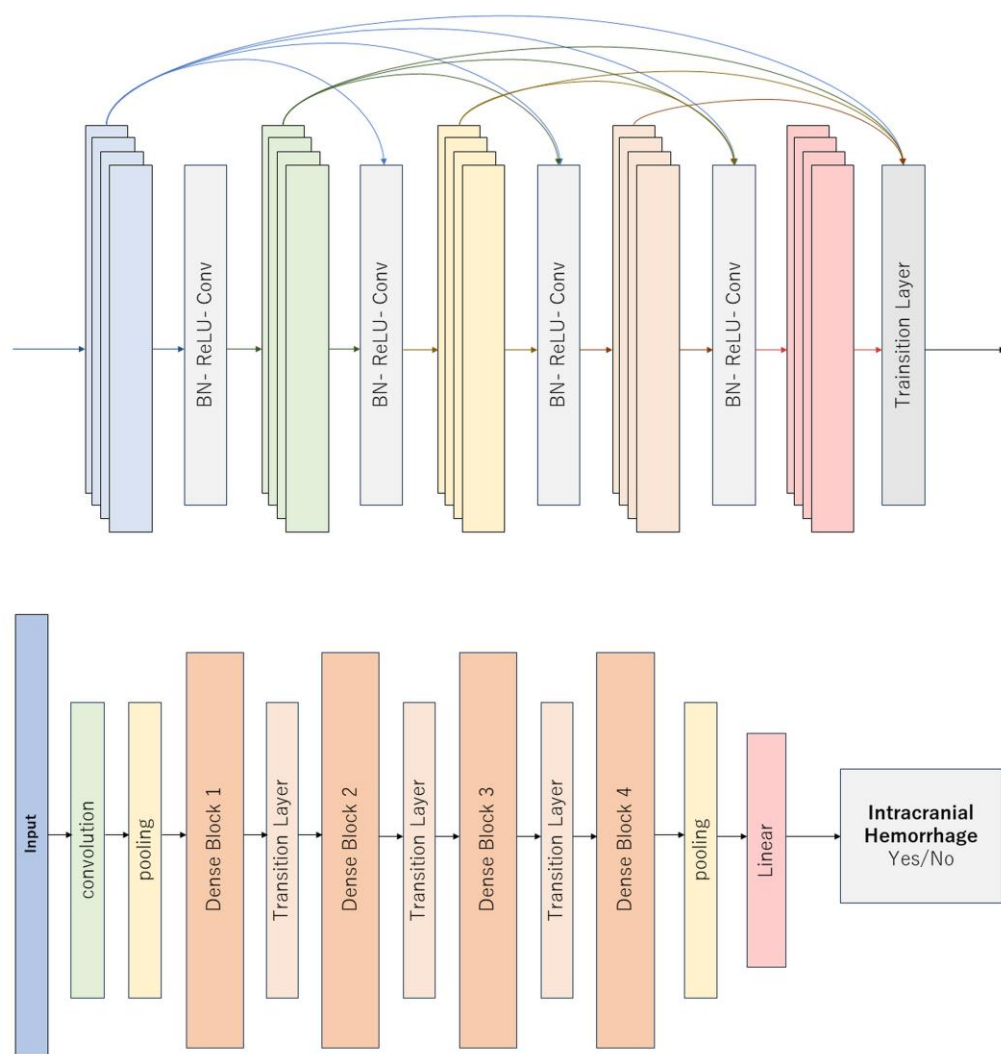 BN- ReLU- Conv
BN- ReLU- Conv
BN- ReLU- Conv
BN- ReLU- Conv
Trainsition Layer
Input
convolution
pooling
Dense Block 1
Transition Layer
Dense Block 2
Transition Layer
Dense Block 3
Transition Layer
Dense Block 4
pooling
Linear
Intracranial
Hemorrhage
Yes/No